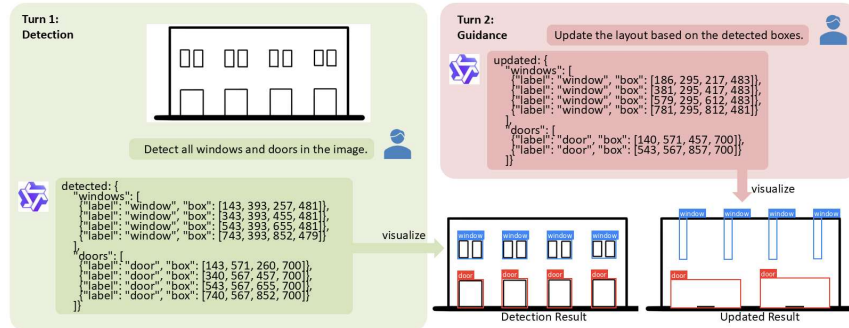 Turn 1:
Detection
Detect all windows and doors in the image.
detected: {
"windows": [
{"label": "window", "box": [143, 393, 257, 481]},
{"label": "window", "box": [343, 393, 455, 481]},
{"label": "window", "box": [543, 393, 655, 481]},
{"label": "window", "box": [743, 393, 852, 479]}
],
"doors": [
{"label": "door", "box": [143, 571, 260, 700]},
{"label": "door", "box": [340, 567, 457, 700]},
{"label": "door", "box": [543, 567, 655, 700]},
{"label": "door", "box": [740, 567, 852, 700]}
]}
visualize
Turn 2:
Guidance
Update the layout based on the detected boxes.
updated: {
"windows": [
{"label": "window", "box": [186, 295, 217, 483]},
{"label": "window", "box": [381, 295, 417, 483]},
{"label": "window", "box": [579, 295, 612, 483]},
{"label": "window", "box": [781, 295, 812, 481]}
],
"doors": [
{"label": "door", "box": [140, 571, 457, 700]},
{"label": "door", "box": [543, 567, 857, 700]}
]}
visualize
window window window window
door door door door
Detection Result
window window window window
door door
Updated Result